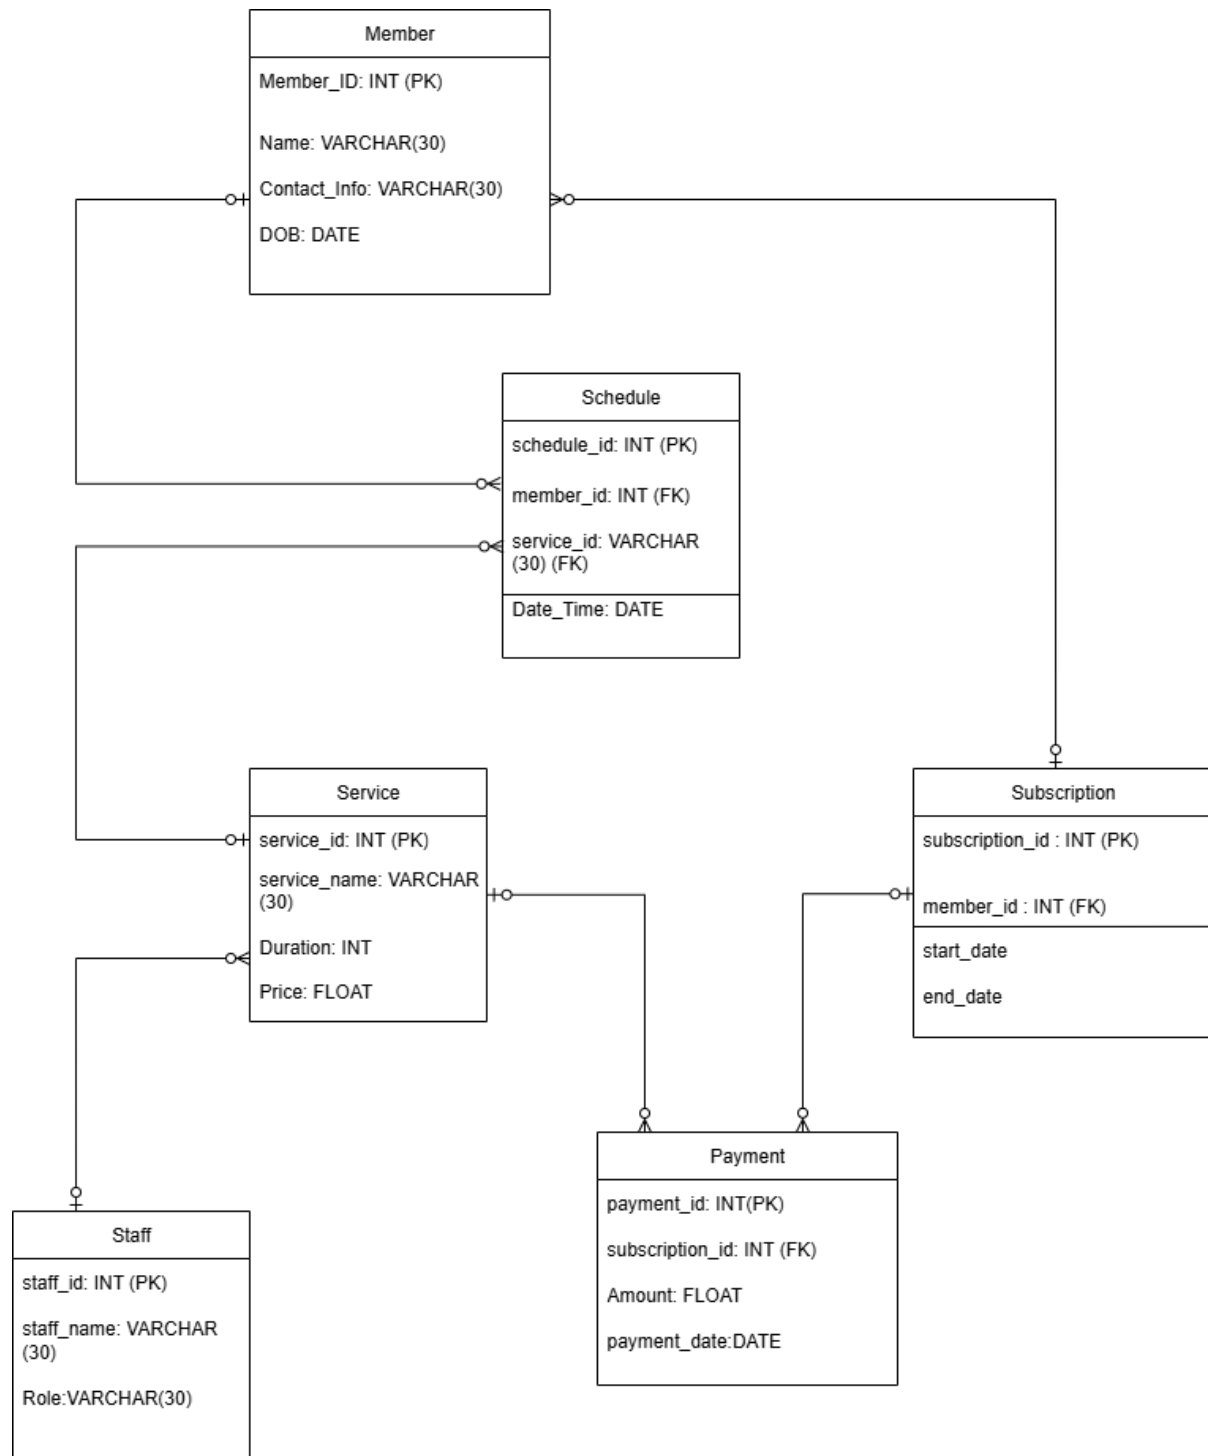 Member
Member_ID: INT (PK)
Name: VARCHAR(30)
Contact_Info: VARCHAR(30)
DOB: DATE
Schedule
schedule_id: INT (PK)
member_id: INT (FK)
service_id: VARCHAR
(30) (FK)
Date_Time: DATE
Service
service_id: INT (PK)
service_name: VARCHAR
(30)
Duration: INT
Price: FLOAT
Subscription
subscription_id : INT (PK)
member_id : INT (FK)
start_date
end_date
Payment
payment_id: INT(PK)
subscription_id: INT (FK)
Amount: FLOAT
payment_date:DATE
Staff
staff_id: INT (PK)
staff_name: VARCHAR
(30)
Role:VARCHAR(30)